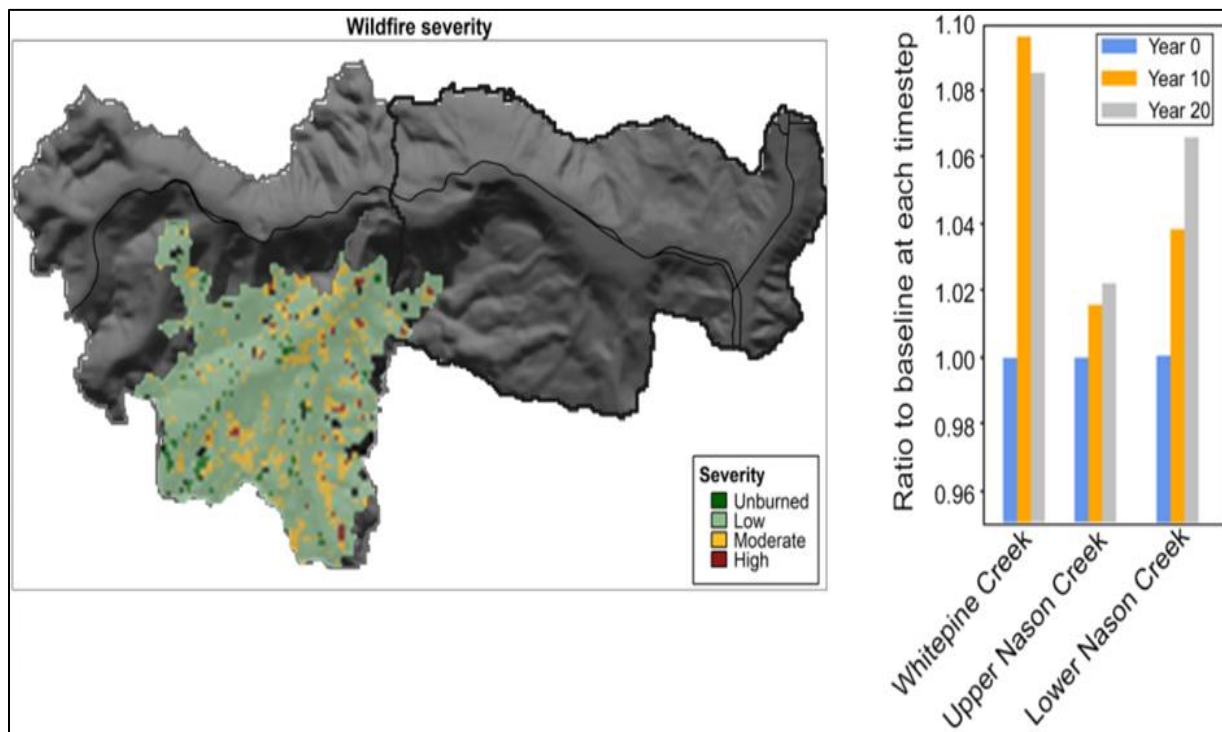 Wildfire severity
Severity
Unburned
Low
Moderate
High
Ratio to baseline at each timestep
1.10
1.08
1.06
1.04
1.02
1.00
0.98
0.96
Year 0
Year 10
Year 20
Whitepine Creek
Upper Nason Creek
Lower Nason Creek